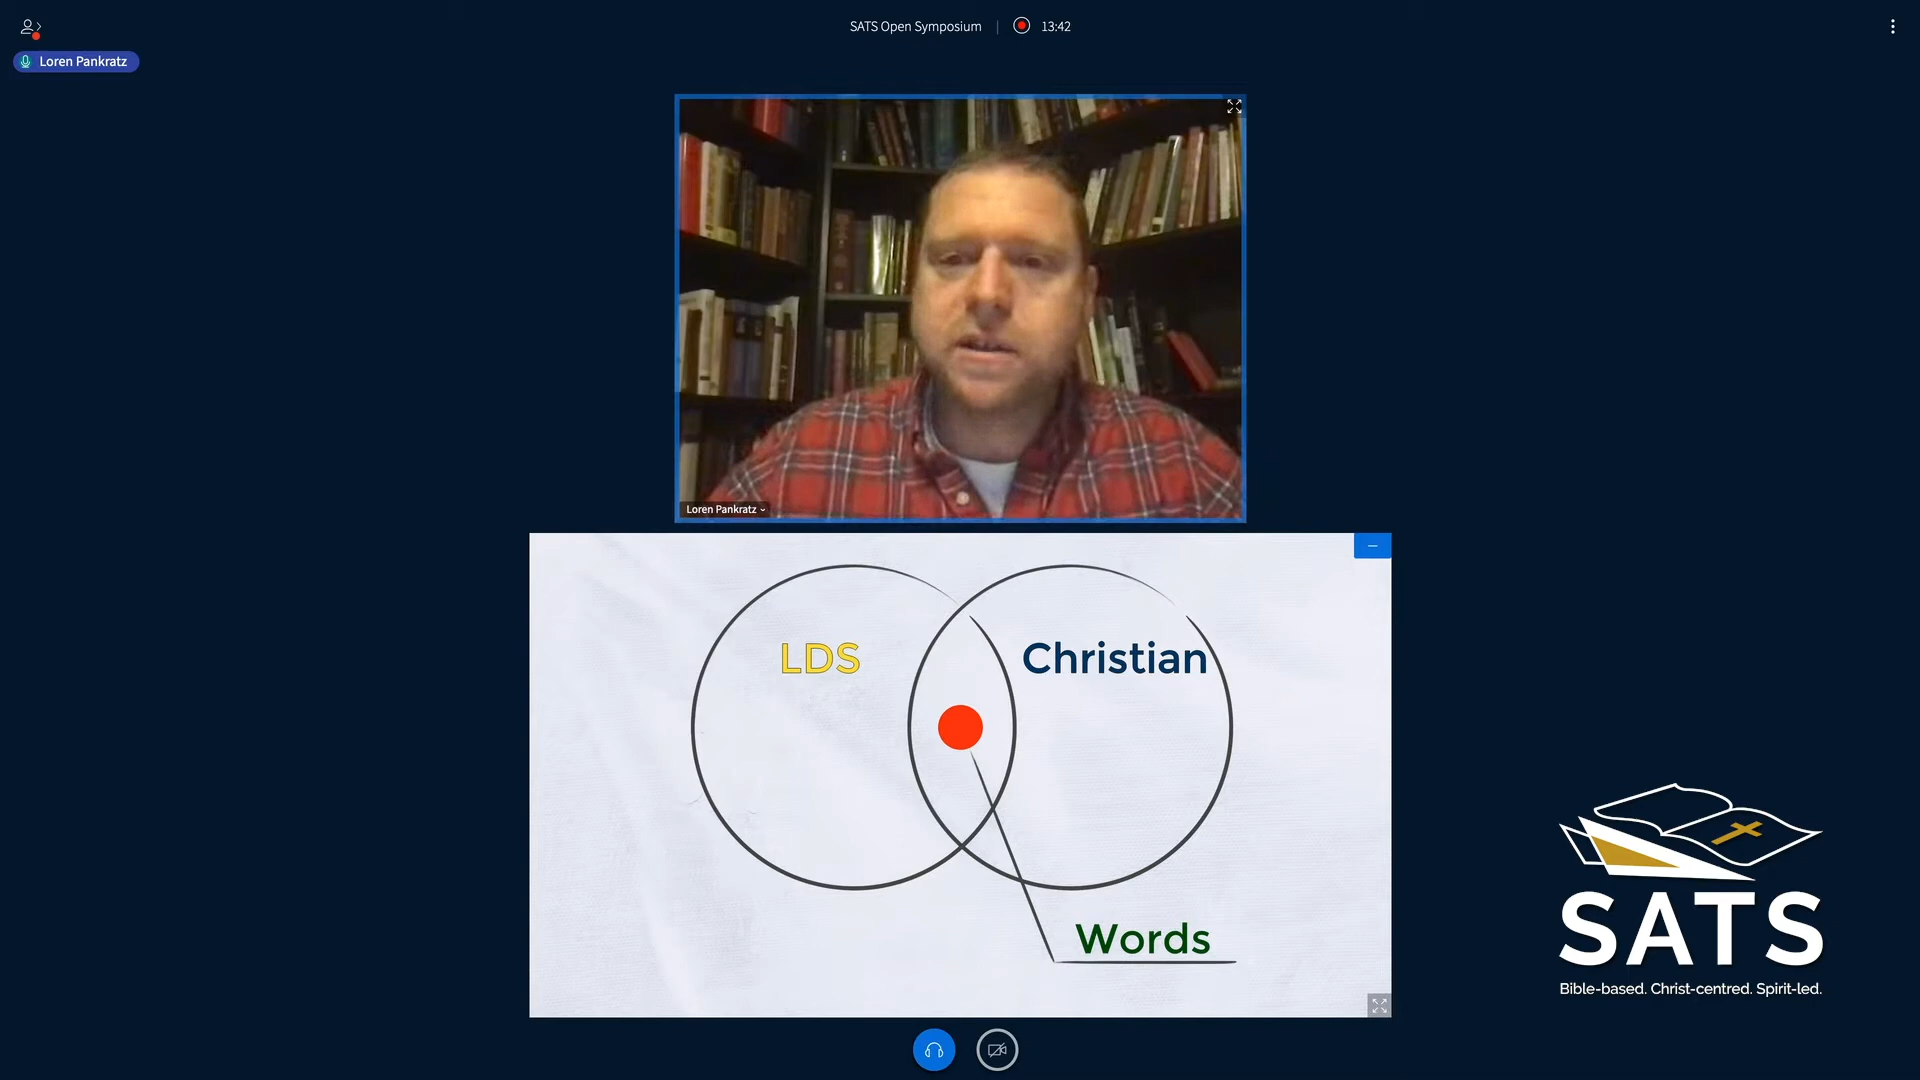 SATS Open Symposium | 13:42
Loren Pankratz
Loren Pankratz
LDS
Christian
Words
SATS
Bible-based. Christ-centred. Spirit-led.